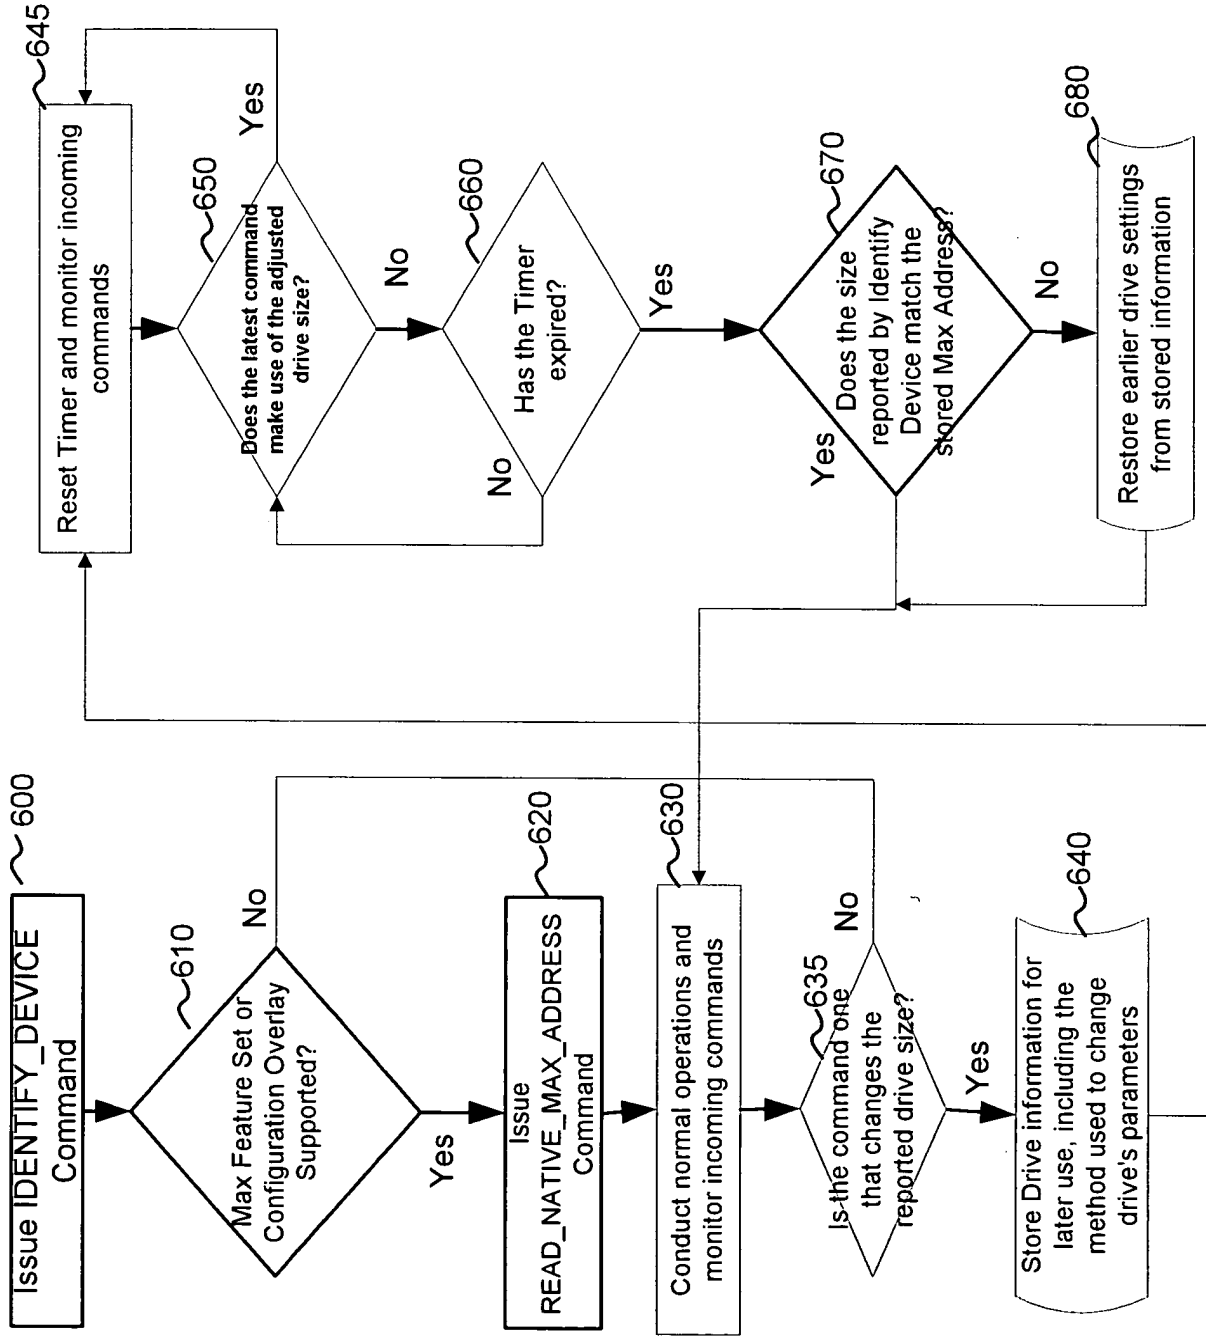 600
Issue IDENTIFY_DEVICE
Command
610
Max Feature Set or
Configuration Overlay
Supported?
No
Yes
620
Issue
READ_NATIVE_MAX_ADDRESS
Command
630
Conduct normal operations and
monitor incoming commands
635
Is the command one
that changes the
reported drive size?
No
Yes
640
Store Drive information for
later use, including the
method used to change
drive's parameters
645
Reset Timer and monitor incoming
commands
650
Does the latest command
make use of the adjusted
drive size?
Yes
No
660
Has the Timer
expired?
No
Yes
670
Does the size
reported by Identify
Device match the
stored Max Address?
Yes
No
680
Restore earlier drive settings
from stored information